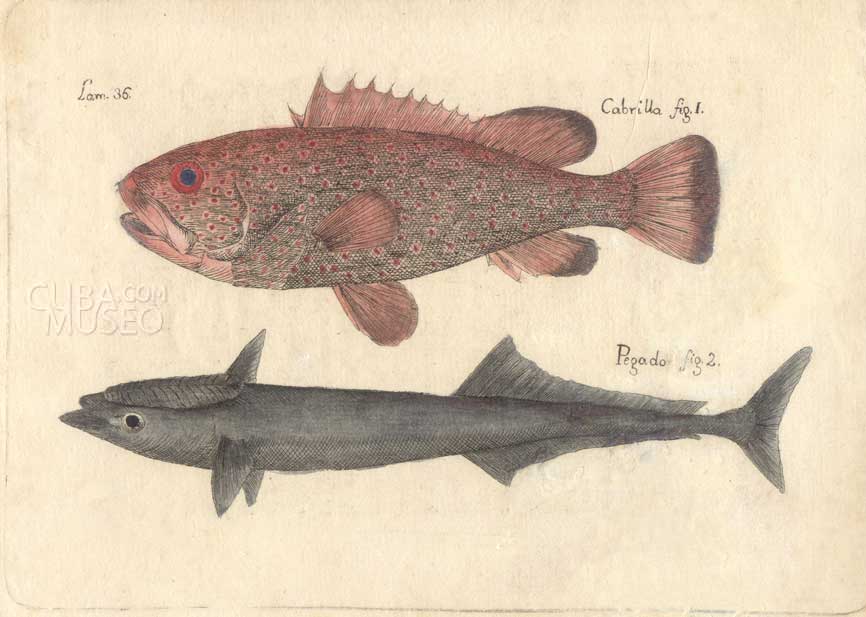 Lam. 36.
Cabrilla fig. 1.
CUBA.COM
MUSEO
Pegado fig. 2.